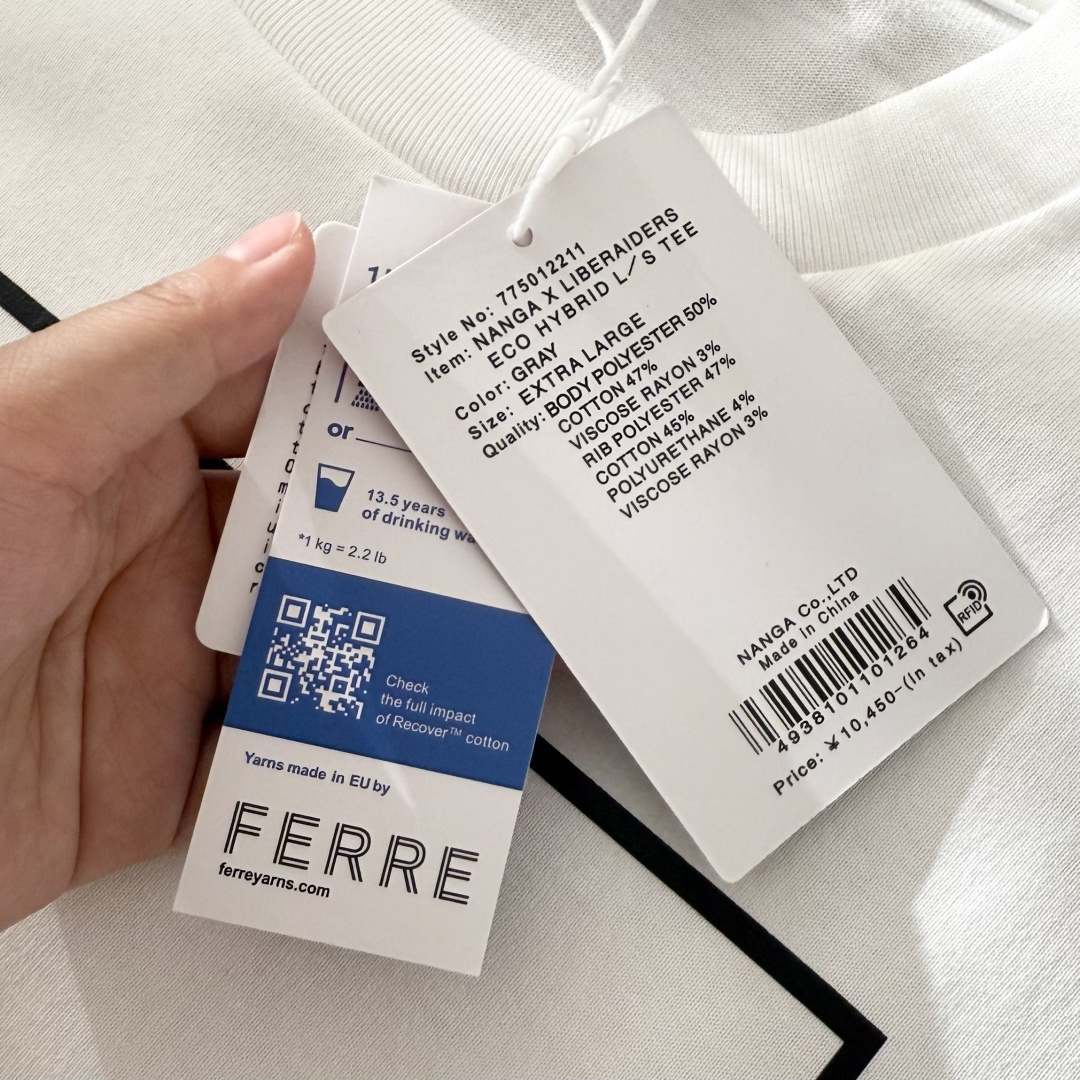 Style No: 775012211
Item: NANGA X LIBERAIDERS
ECO HYBRID L/S TEE
Color: GRAY
Size: EXTRA LARGE
Quality: BODY POLYESTER 50%
COTTON 47%
VISCOSE RAYON 3%
RIB POLYESTER 47%
COTTON 45%
POLYURETHANE 4%
VISCOSE RAYON 3%
NANGA Co.,LTD
Made in China
RFID
4938101101264
Price: ¥10,450-(In tax)
or
13.5 years
of drinking
*1 kg = 2.2 lb
Check
the full impact
of Recover™ cotton
Yarns made in EU by
FERRE
ferreyarns.com